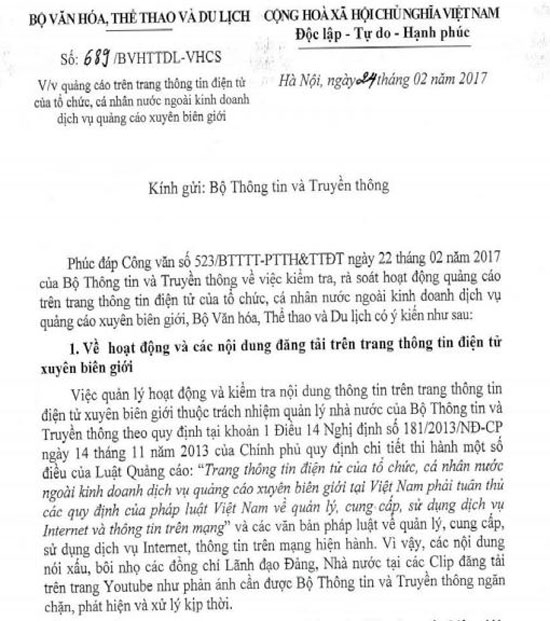 BỘ VĂN HÓA, THỂ THAO VÀ DU LỊCH
CỘNG HOÀ XÃ HỘI CHỦ NGHĨA VIỆT NAM
Độc lập - Tự do - Hạnh phúc
Số: 689/BVHTTDL-VHCS
V/v quảng cáo trên trang thông tin điện tử
của tổ chức, cá nhân nước ngoài kinh doanh
dịch vụ quảng cáo xuyên biên giới
Hà Nội, ngày 24 tháng 02 năm 2017
Kính gửi: Bộ Thông tin và Truyền thông
Phúc đáp Công văn số 523/BTTTT-PTTH&TTĐT ngày 22 tháng 02 năm 2017
của Bộ Thông tin và Truyền thông về việc kiểm tra, rà soát hoạt động quảng cáo
trên trang thông tin điện tử của tổ chức, cá nhân nước ngoài kinh doanh dịch vụ
quảng cáo xuyên biên giới, Bộ Văn hóa, Thể thao và Du lịch có ý kiến như sau:
1. Về hoạt động và các nội dung đăng tải trên trang thông tin điện tử
xuyên biên giới
Việc quản lý hoạt động và kiểm tra nội dung thông tin trên trang thông tin
điện tử xuyên biên giới thuộc trách nhiệm quản lý nhà nước của Bộ Thông tin và
Truyền thông theo quy định tại khoản 1 Điều 14 Nghị định số 181/2013/NĐ-CP
ngày 14 tháng 11 năm 2013 của Chính phủ quy định chi tiết thi hành một số
điều của Luật Quảng cáo: "Trang thông tin điện tử của tổ chức, cá nhân nước
ngoài kinh doanh dịch vụ quảng cáo xuyên biên giới tại Việt Nam phải tuân thủ
các quy định của pháp luật Việt Nam về quản lý, cung cấp, sử dụng dịch vụ
Internet và thông tin trên mạng" và các văn bản pháp luật về quản lý, cung cấp,
sử dụng dịch vụ Internet, thông tin trên mạng hiện hành. Vì vậy, các nội dung
nói xấu, bôi nhọ các đồng chí Lãnh đạo Đảng, Nhà nước tại các Clip đăng tải
trên trang Youtube như phản ánh cần được Bộ Thông tin và Truyền thông ngăn
chặn, phát hiện và xử lý kịp thời.